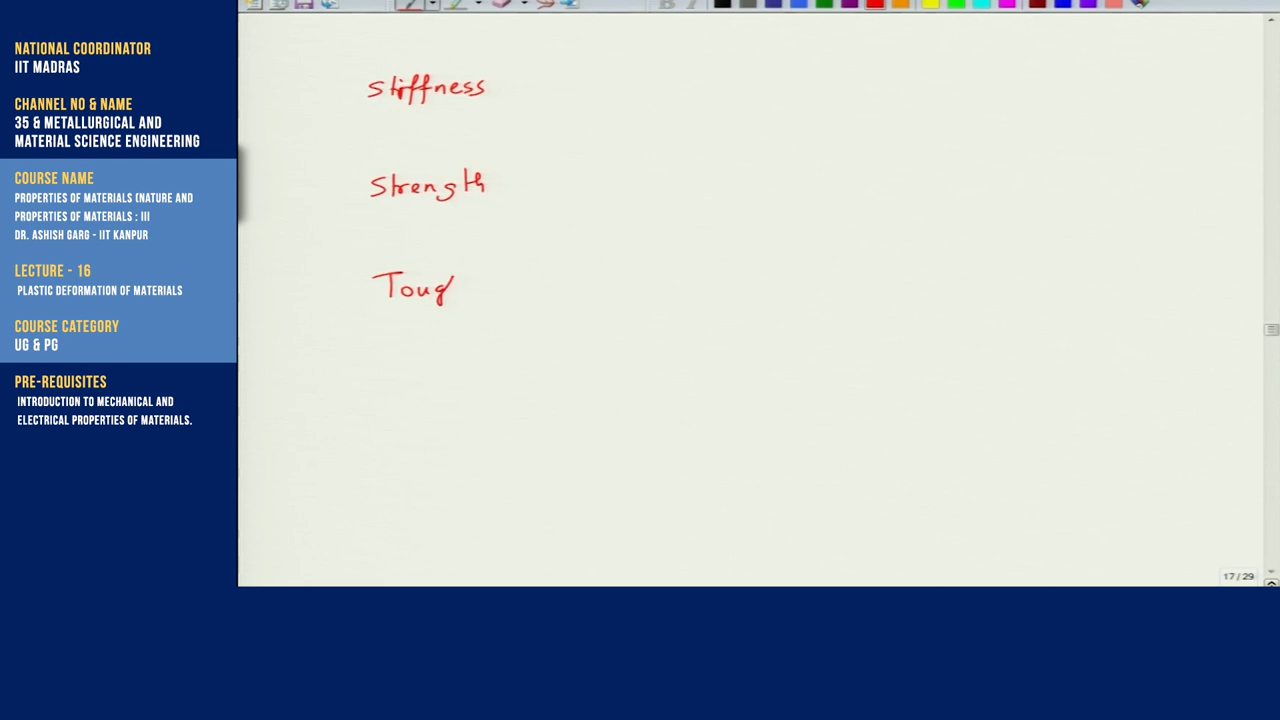 NATIONAL COORDINATOR
IIT MADRAS
CHANNEL NO & NAME
35 & METALLURGICAL AND
MATERIAL SCIENCE ENGINEERING
COURSE NAME
PROPERTIES OF MATERIALS (NATURE AND
PROPERTIES OF MATERIALS : III
DR. ASHISH GARG - IIT KANPUR
LECTURE - 16
PLASTIC DEFORMATION OF MATERIALS
COURSE CATEGORY
UG & PG
PRE-REQUISITES
INTRODUCTION TO MECHANICAL AND
ELECTRICAL PROPERTIES OF MATERIALS.
B I
Stiffness
Strength
Toug
17 / 29